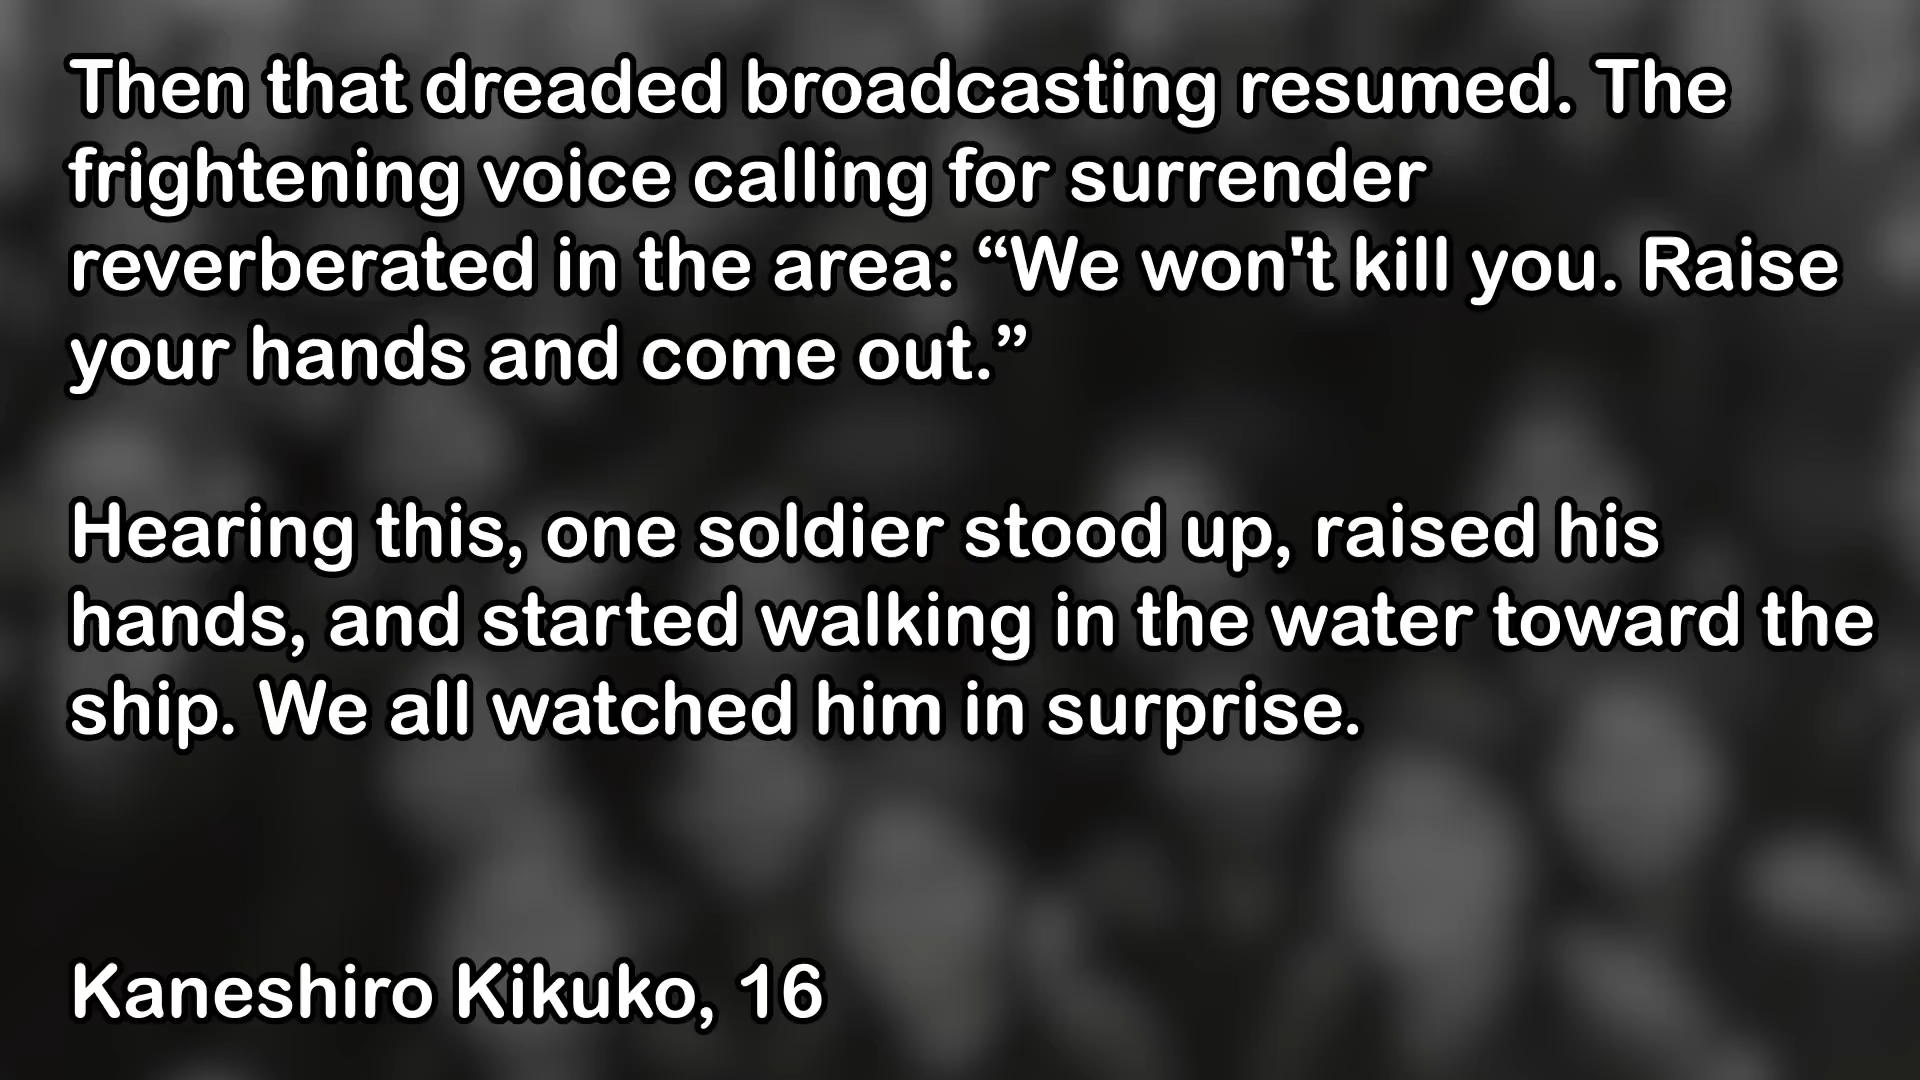 Then that dreaded broadcasting resumed. The
frightening voice calling for surrender
reverberated in the area: “We won't kill you. Raise
your hands and come out.”
Hearing this, one soldier stood up, raised his
hands, and started walking in the water toward the
ship. We all watched him in surprise.
Kaneshiro Kikuko, 16